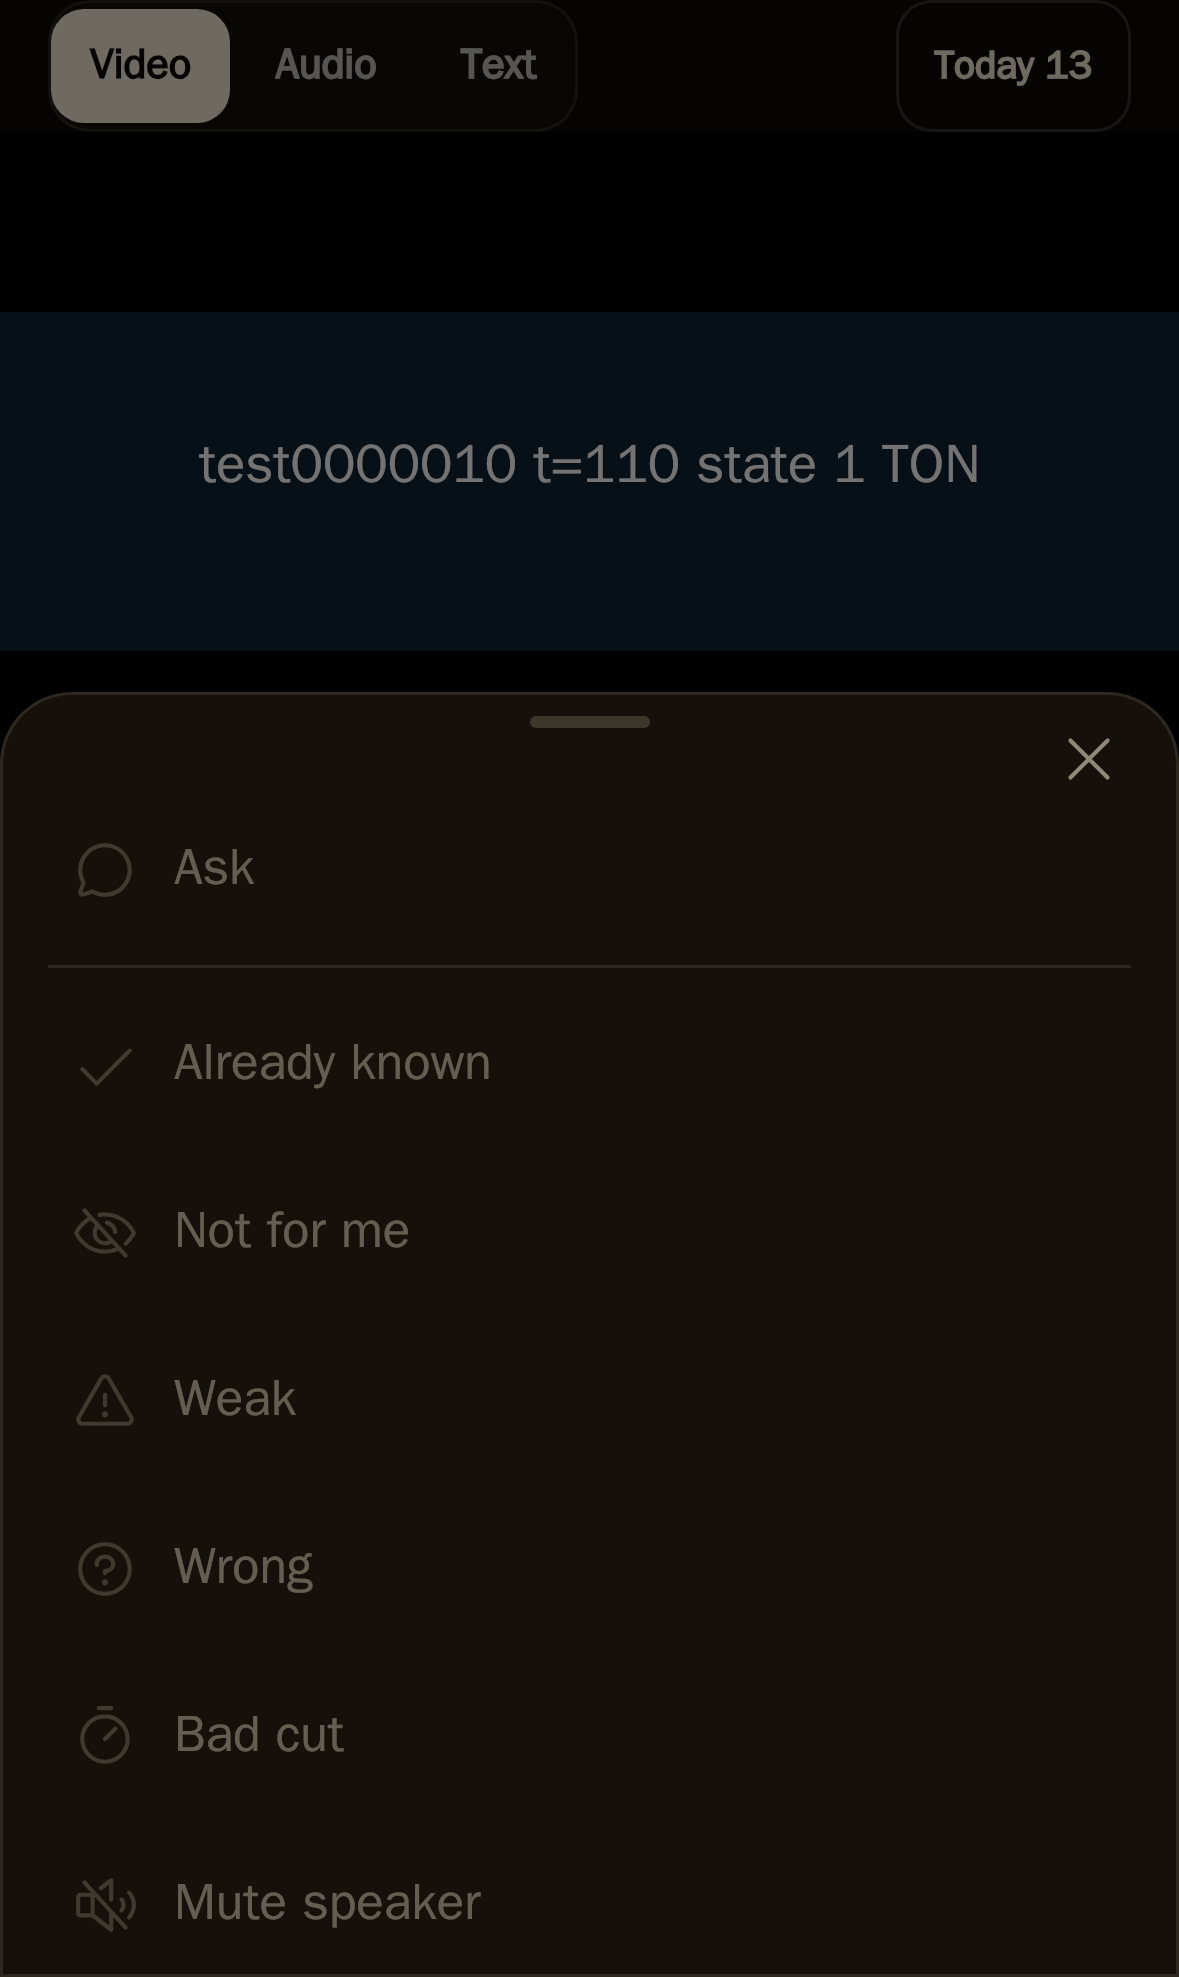 Video Audio Text Today 13
test0000010 t=110 state 1 TON
Ask
Already known
Not for me
Weak
Wrong
Bad cut
Mute speaker